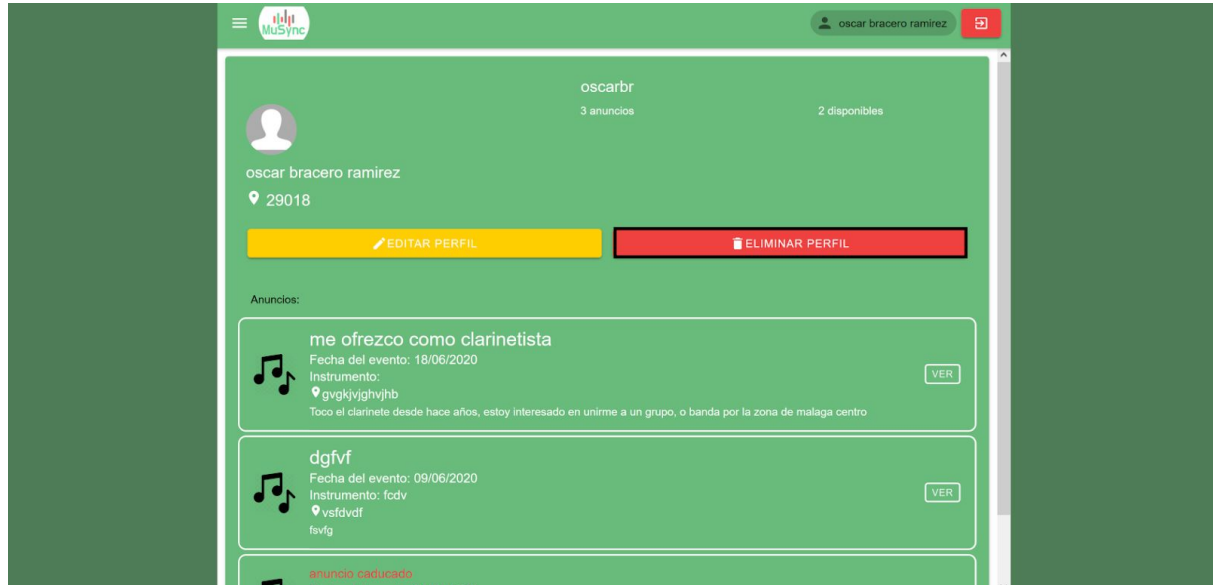 MuSync
oscar bracero ramirez
oscarbr
3 anuncios
2 disponibles
oscar bracero ramirez
29018
EDITAR PERFIL
ELIMINAR PERFIL
Anuncios:
me ofrezco como clarinetista
Fecha del evento: 18/06/2020
Instrumento:
gvgkjvjghvjhb
Toco el clarinete desde hace años, estoy interesado en unirme a un grupo, o banda por la zona de malaga centro
VER
dgfvf
Fecha del evento: 09/06/2020
Instrumento: fcdv
vsfdvdf
fsvfg
VER
anuncio caducado